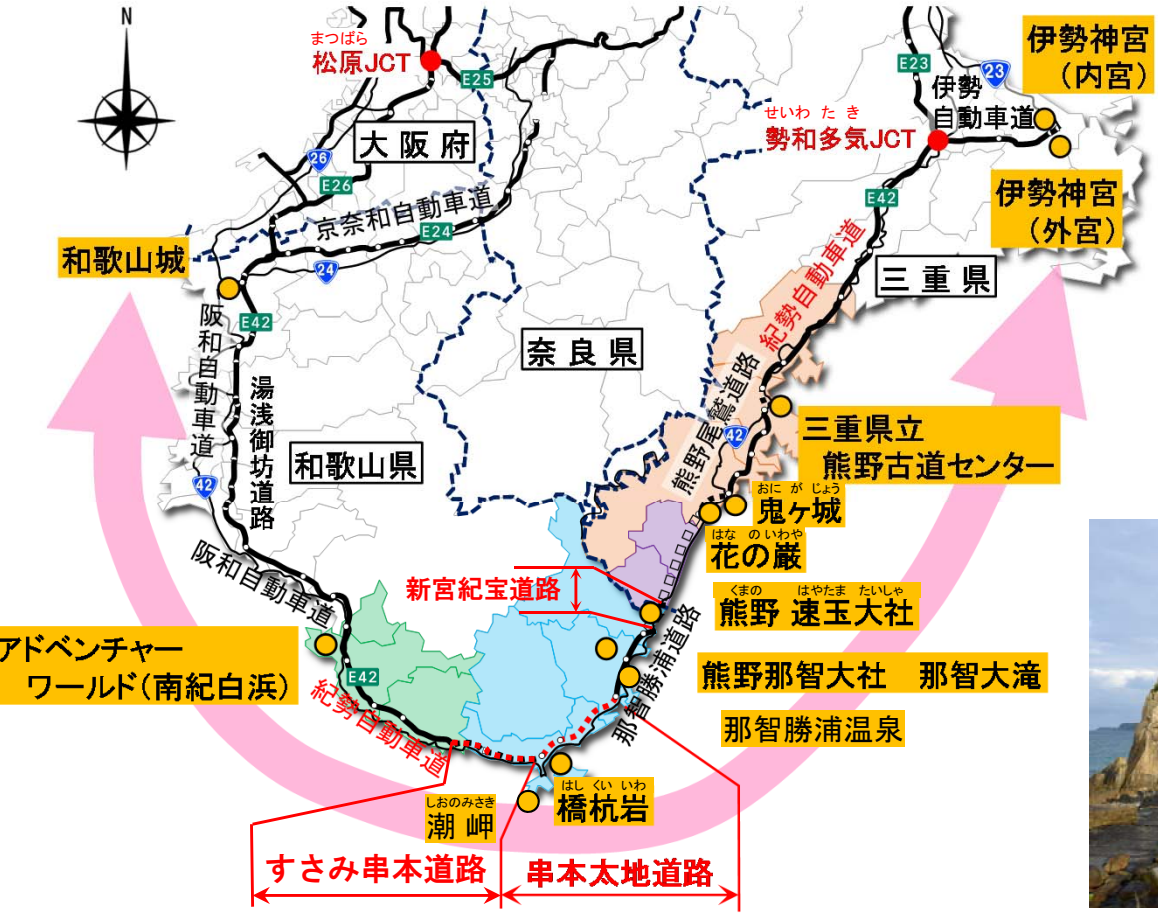 N
まつばら
松原JCT
E25
E23
23
伊勢神宮
(内宮)
伊勢
自動車道
せいわ たき
勢和多気JCT
大阪府
26
E26
京奈和自動車道
E24
24
E42
伊勢神宮
(外宮)
和歌山城
三重県
紀勢自動車道
阪和自動車道
E42
湯浅御坊道路
奈良県
熊野尾鷲道路
42
三重県立
熊野古道センター
和歌山県
42
おに が じょう
鬼ヶ城
はな のいわや
花の巌
阪和自動車道
新宮紀宝道路
くまの はやたま たいしゃ
熊野 速玉大社
アドベンチャー
ワールド(南紀白浜)
E42
紀勢自動車道
那智勝浦道路
熊野那智大社 那智大滝
那智勝浦温泉
しおのみさき
潮岬
はし くい いわ
橋杭岩
すさみ串本道路
串本太地道路